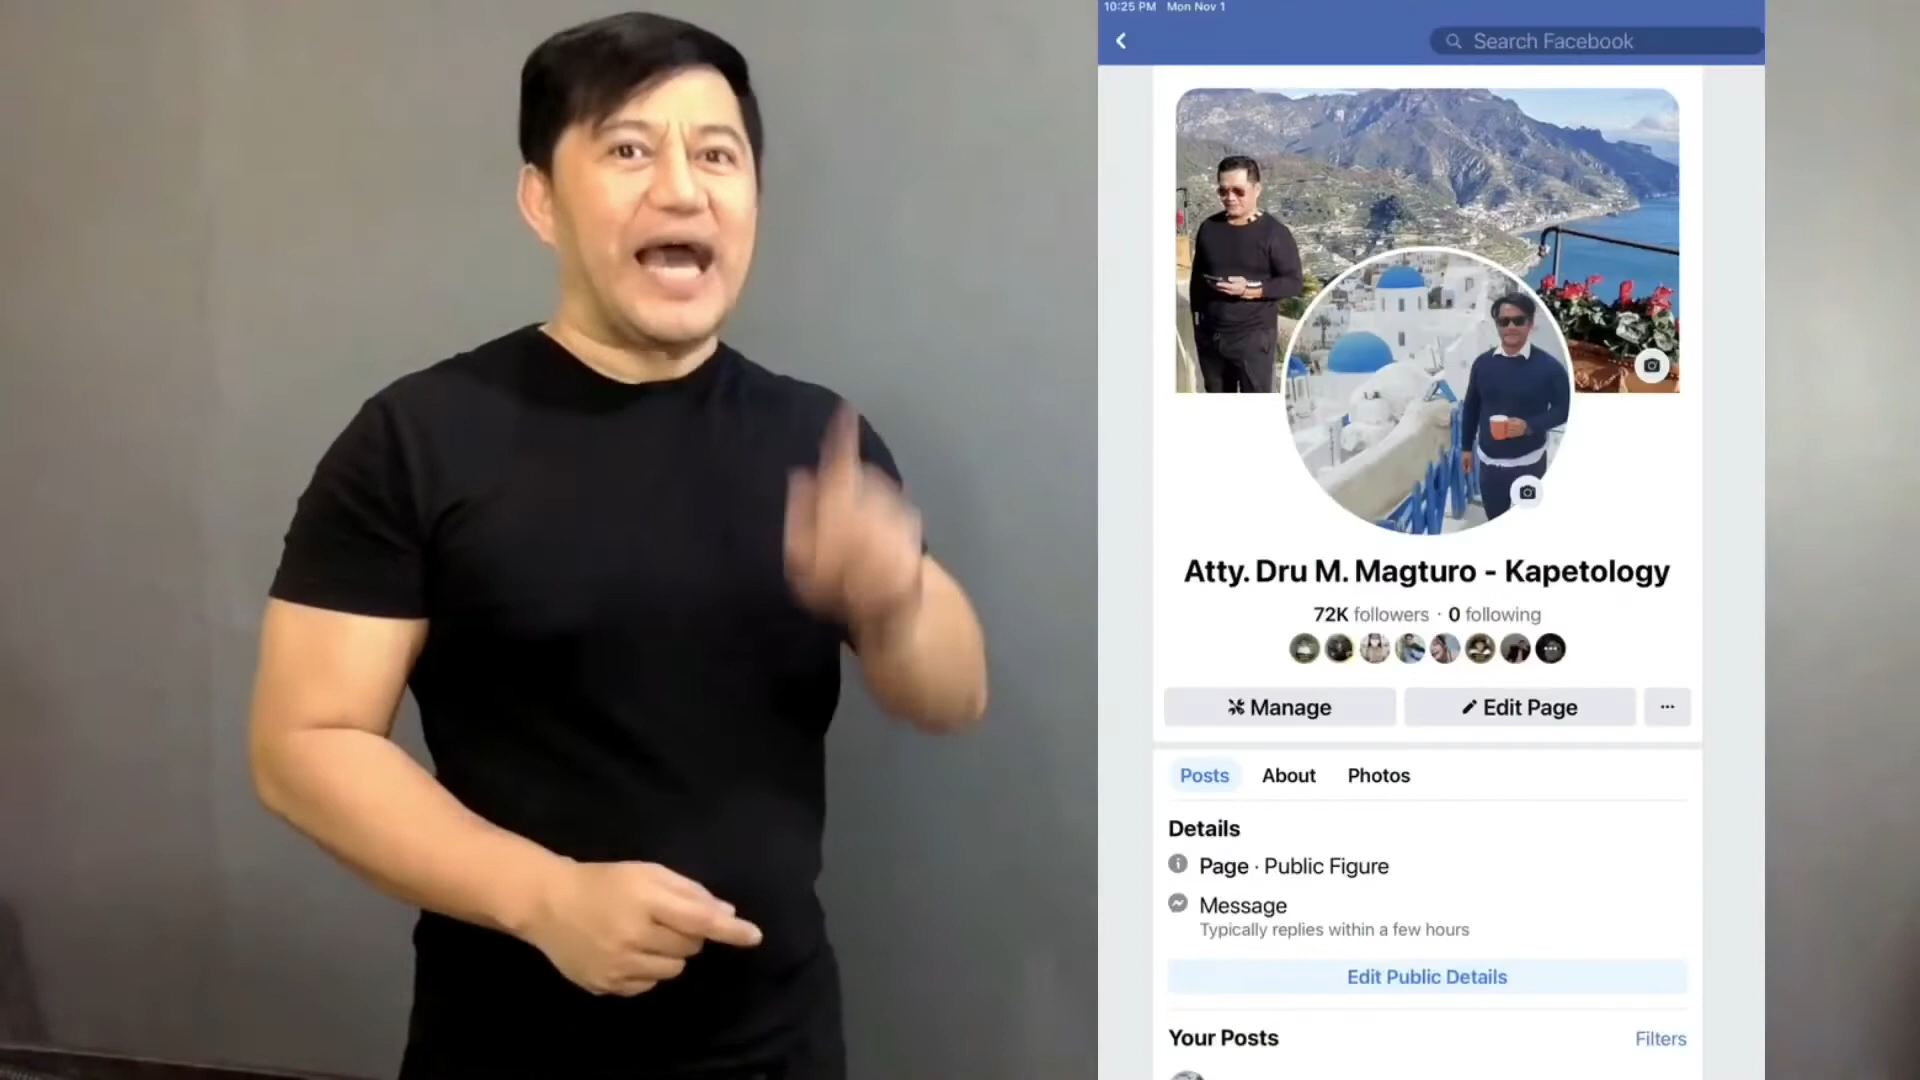 10:25 PM Mon Nov 1
Search Facebook
Atty. Dru M. Magturo - Kapetology
72K followers · 0 following
Manage
Edit Page
Posts About Photos
Details
Page · Public Figure
Message
Typically replies within a few hours
Edit Public Details
Your Posts
Filters